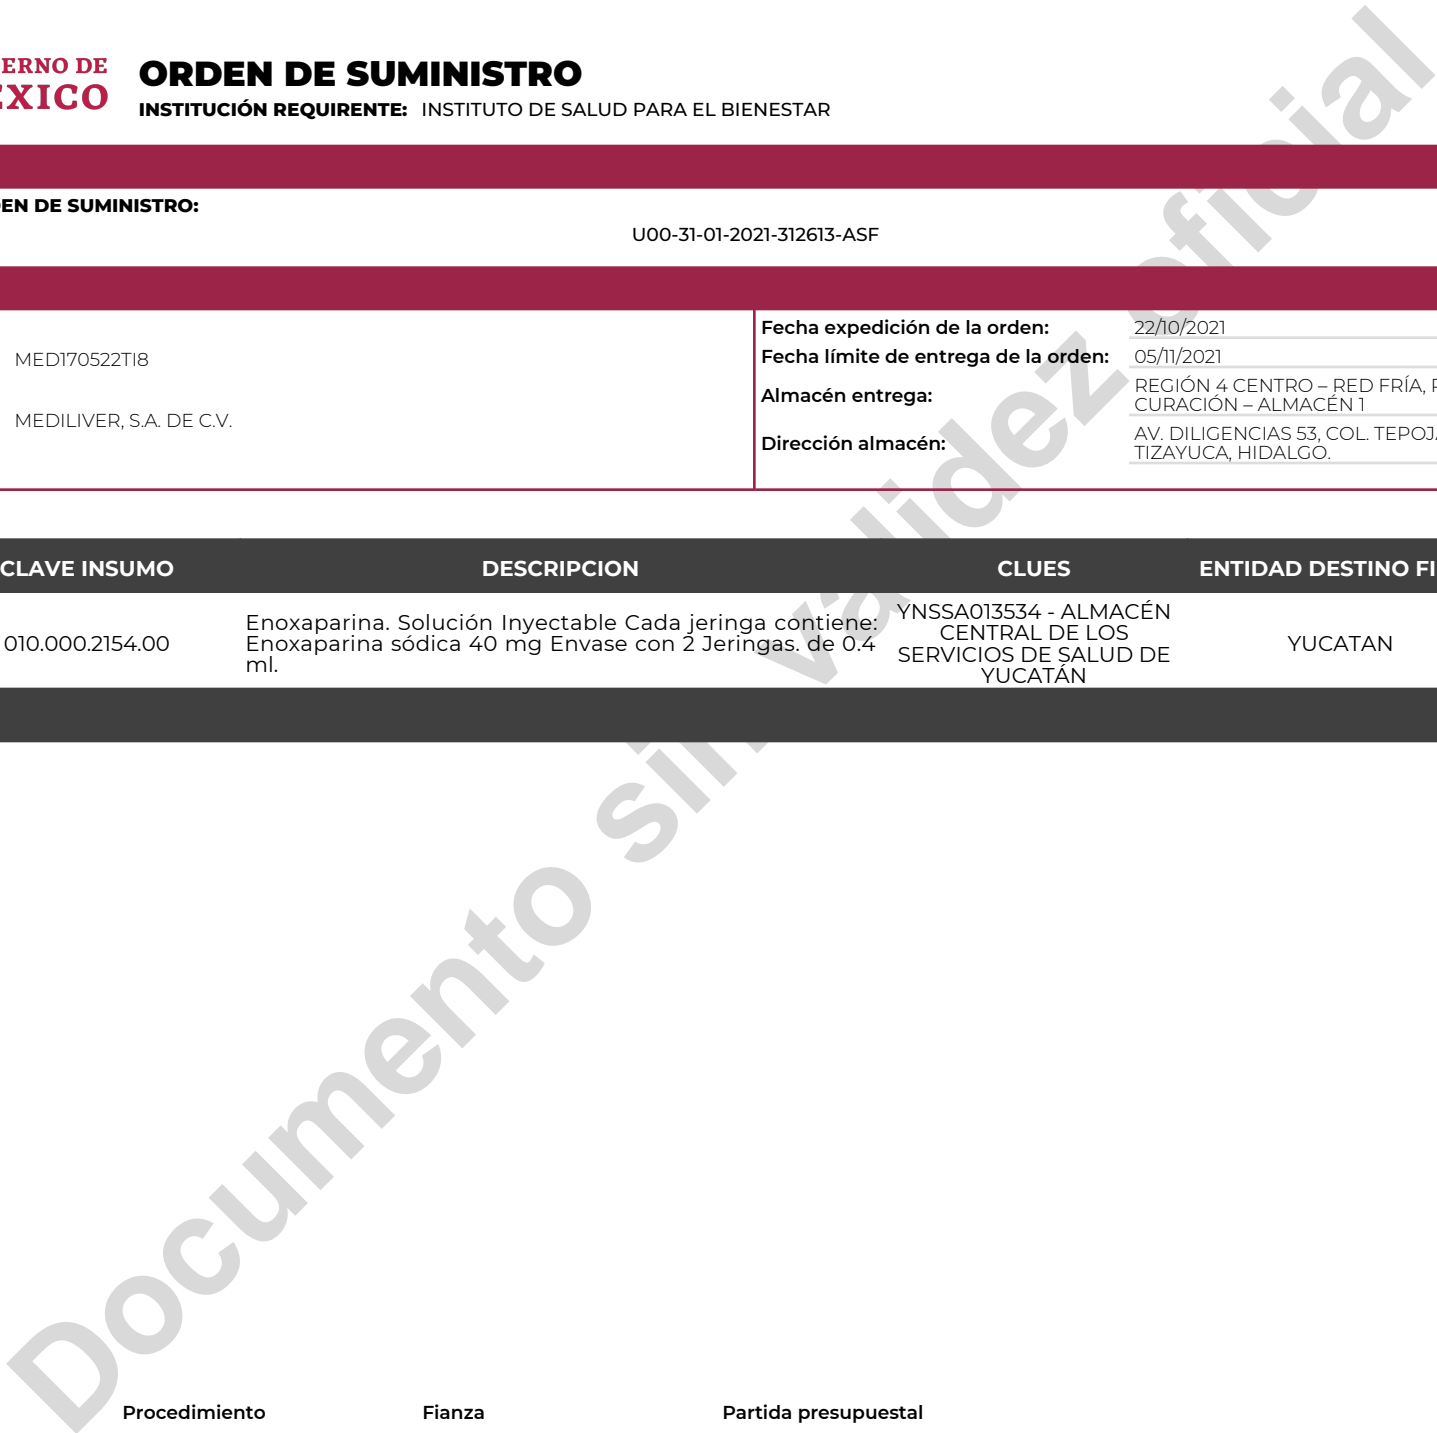 ERNO DE
ORDEN DE SUMINISTRO
EXICO
INSTITUCIÓN REQUIRENTE: INSTITUTO DE SALUD PARA EL BIENESTAR
EN DE SUMINISTRO:
U00-31-01-2021-312613-ASF
MED170522TI8
MEDILIVER, S.A. DE C.V.
Fecha expedición de la orden: 22/10/2021
Fecha límite de entrega de la orden: 05/11/2021
Almacén entrega: REGIÓN 4 CENTRO – RED FRÍA,
CURACIÓN – ALMACÉN 1
Dirección almacén: AV. DILIGENCIAS 53, COL. TEPOJ
TIZAYUCA, HIDALGO.
CLAVE INSUMO DESCRIPCION CLUES ENTIDAD DESTINO FI
010.000.2154.00
Enoxaparina. Solución Inyectable Cada jeringa contiene:
Enoxaparina sódica 40 mg Envase con 2 Jeringas. de 0.4
ml.
YNSSA013534 - ALMACÉN
CENTRAL DE LOS
SERVICIOS DE SALUD DE
YUCATÁN
YUCATAN
Documento sin validez oficial
Procedimiento Fianza Partida presupuestal